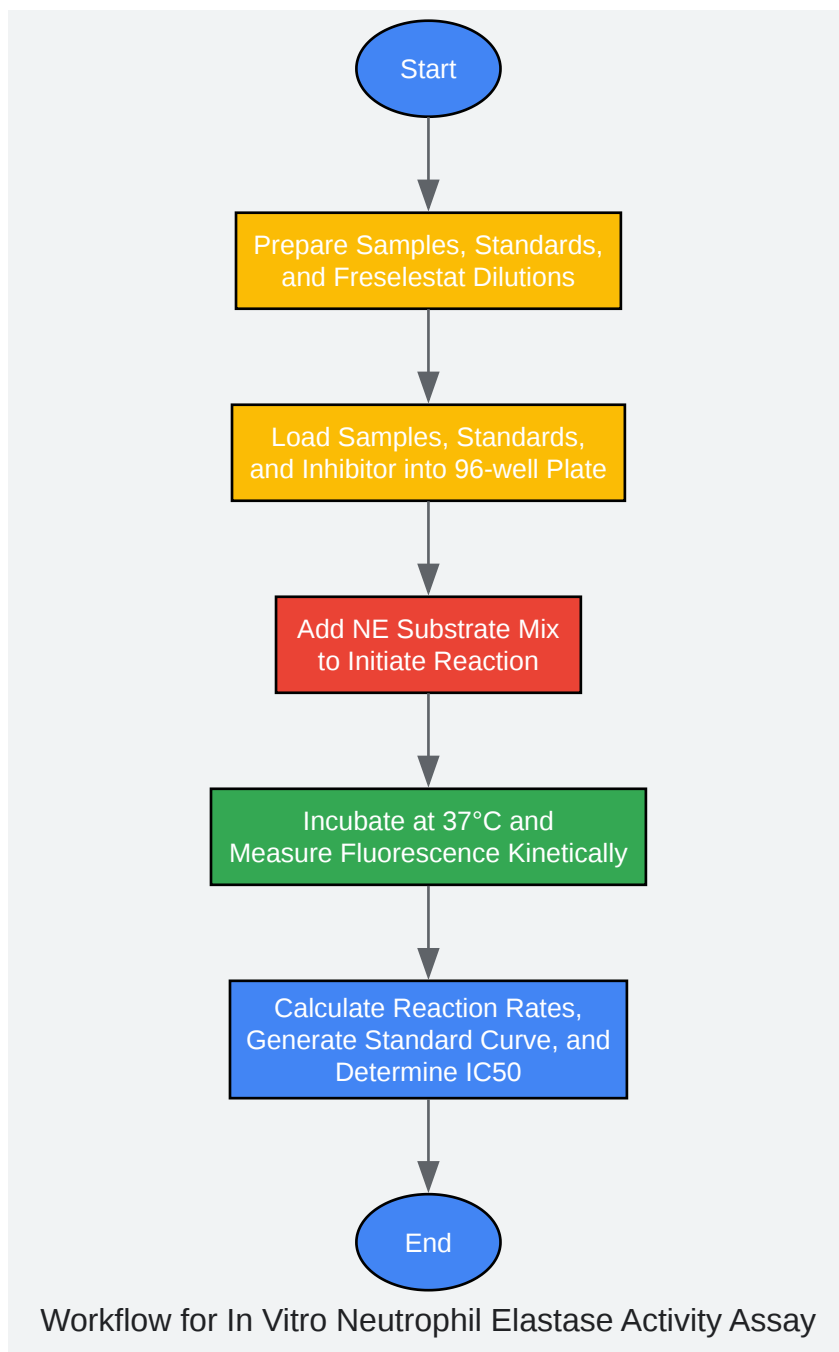 Start
Prepare Samples, Standards,
and Freselestat Dilutions
Load Samples, Standards,
and Inhibitor into 96-well Plate
Add NE Substrate Mix
to Initiate Reaction
Incubate at 37°C and
Measure Fluorescence Kinetically
Calculate Reaction Rates,
Generate Standard Curve, and
Determine IC50
End
Workflow for In Vitro Neutrophil Elastase Activity Assay